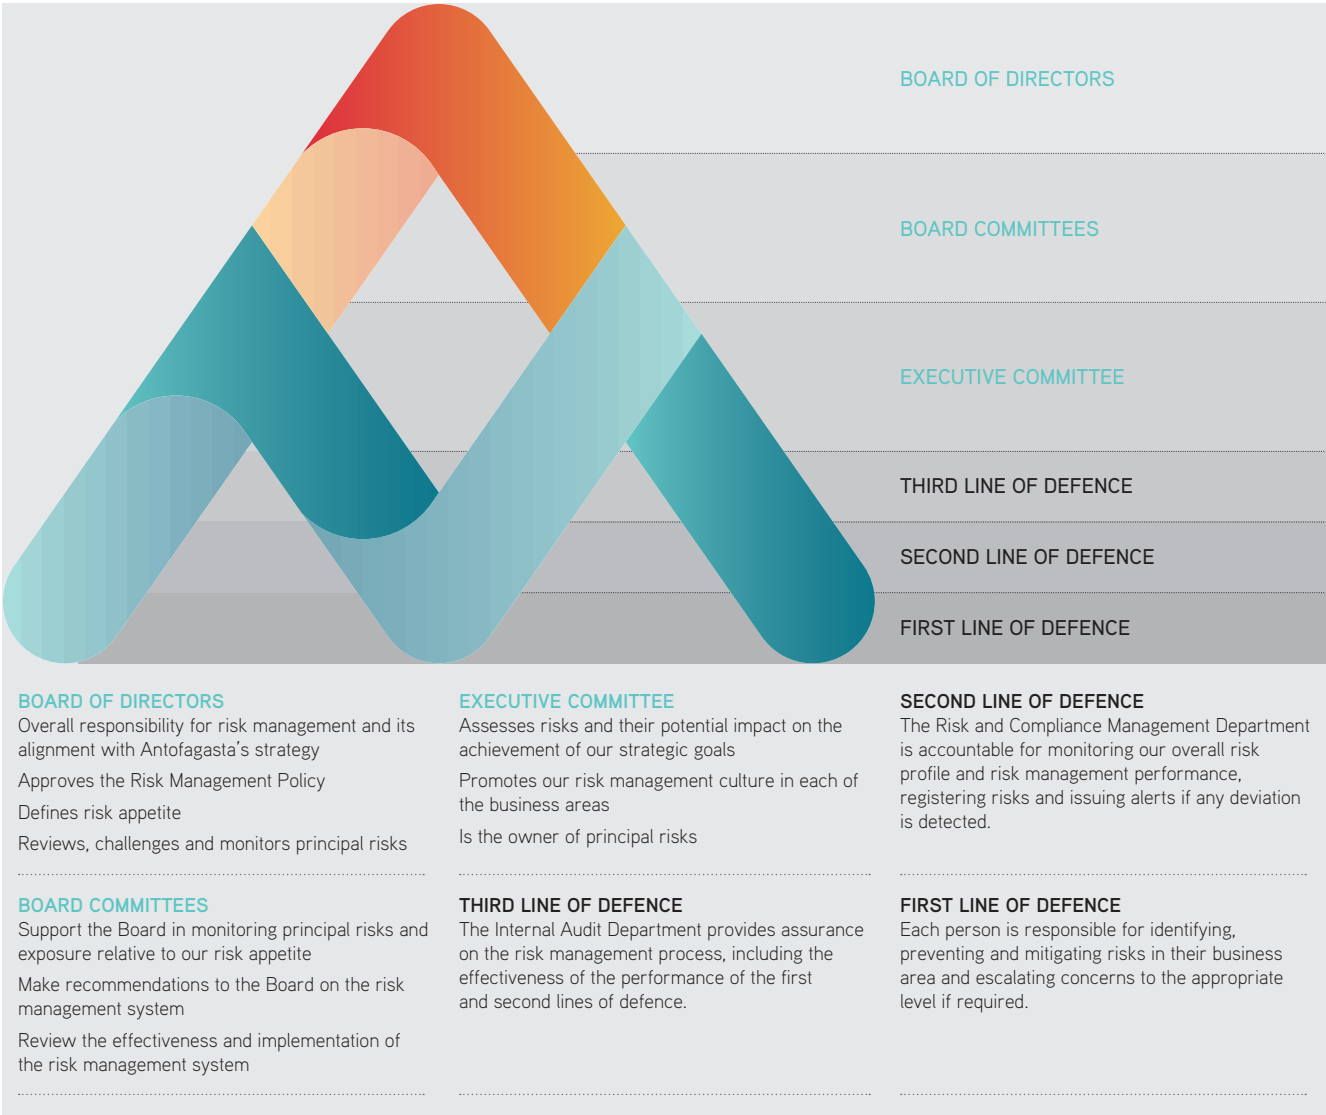 BOARD OF DIRECTORS
BOARD COMMITTEES
EXECUTIVE COMMITTEE
THIRD LINE OF DEFENCE
SECOND LINE OF DEFENCE
FIRST LINE OF DEFENCE
BOARD OF DIRECTORS
Overall responsibility for risk management and its
alignment with Antofagasta’s strategy
Approves the Risk Management Policy
Defines risk appetite
Reviews, challenges and monitors principal risks
BOARD COMMITTEES
Support the Board in monitoring principal risks and
exposure relative to our risk appetite
Make recommendations to the Board on the risk
management system
Review the effectiveness and implementation of
the risk management system
EXECUTIVE COMMITTEE
Assesses risks and their potential impact on the
achievement of our strategic goals
Promotes our risk management culture in each of
the business areas
Is the owner of principal risks
THIRD LINE OF DEFENCE
The Internal Audit Department provides assurance
on the risk management process, including the
effectiveness of the performance of the first
and second lines of defence.
SECOND LINE OF DEFENCE
The Risk and Compliance Management Department
is accountable for monitoring our overall risk
profile and risk management performance,
registering risks and issuing alerts if any deviation
is detected.
FIRST LINE OF DEFENCE
Each person is responsible for identifying,
preventing and mitigating risks in their business
area and escalating concerns to the appropriate
level if required.